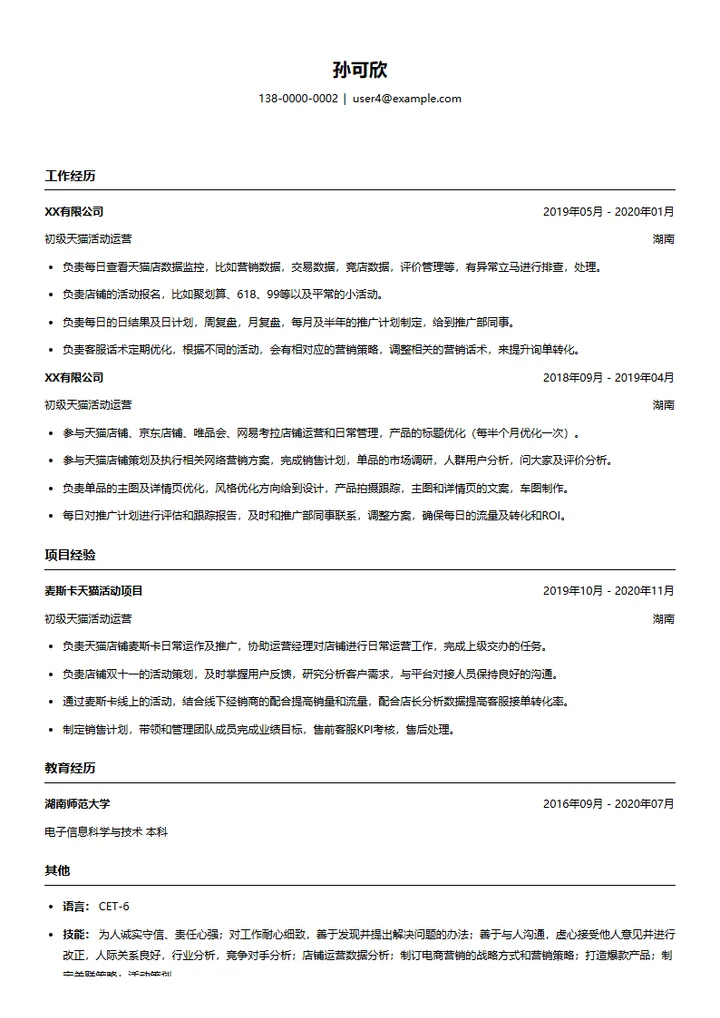 孙可欣
138-0000-0002 | user4@example.com
工作经历
XX有限公司 2019年05月 - 2020年01月
初级天猫活动运营 湖南
• 负责每日查看天猫店数据监控，比如营销数据，交易数据，竞店数据，评价管理等，有异常立马进行排查，处理。
• 负责店铺的活动报名，比如聚划算、618、99等以及平常的小活动。
• 负责每日的日结果及日计划，周复盘，月复盘，每月及半年的推广计划制定，给到推广部同事。
• 负责客服话术定期优化，根据不同的活动，会有相对应的营销策略，调整相关的营销话术，来提升询单转化。
XX有限公司 2018年09月 - 2019年04月
初级天猫活动运营 湖南
• 参与天猫店铺、京东店铺、唯品会、网易考拉店铺运营和日常管理，产品的标题优化（每半个月优化一次）。
• 参与天猫店铺策划及执行相关网络营销方案，完成销售计划，单品的市场调研，人群用户分析，问大家及评价分析。
• 负责单品的主图及详情页优化，风格优化方向给到设计，产品拍摄跟踪，主图和详情页的文案，车图制作。
• 每日对推广计划进行评估和跟踪报告，及时和推广部同事联系，调整方案，确保每日的流量及转化和ROI。
项目经验
麦斯卡天猫活动项目 2019年10月 - 2020年11月
初级天猫活动运营 湖南
• 负责天猫店铺麦斯卡日常运作及推广，协助运营经理对店铺进行日常运营工作，完成上级交办的任务。
• 负责店铺双十一的活动策划，及时掌握用户反馈，研究分析客户需求，与平台对接人员保持良好的沟通。
• 通过麦斯卡线上的活动，结合线下经销商的配合提高销量和流量，配合店长分析数据提高客服接单转化率。
• 制定销售计划，带领和管理团队成员完成业绩目标，售前客服KPI考核，售后处理。
教育经历
湖南师范大学 2016年09月 - 2020年07月
电子信息科学与技术 本科
其他
• 语言： CET-6
• 技能： 为人诚实守信、责任心强；对工作耐心细致，善于发现并提出解决问题的办法；善于与人沟通，虚心接受他人意见并进行
改正，人际关系良好，行业分析，竞争对手分析；店铺运营数据分析；制订电商营销的战略方式和营销策略；打造爆款产品；制
定关联策略；活动策划